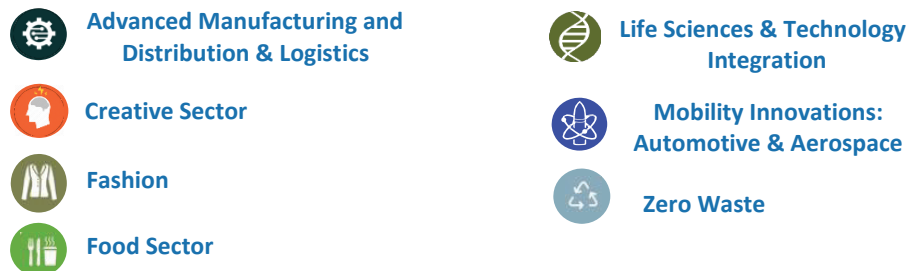 Advanced Manufacturing and
Distribution & Logistics
Creative Sector
Fashion
Food Sector
Life Sciences & Technology
Integration
Mobility Innovations:
Automotive & Aerospace
Zero Waste